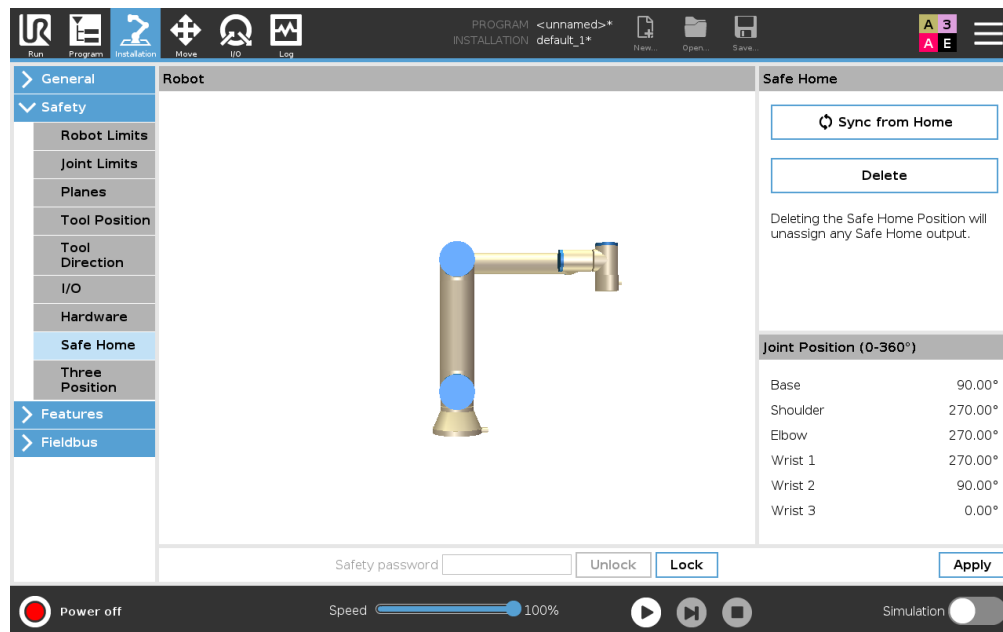 UR
Run
Program
Installation
Move
I/O
Log
PROGRAM <unnamed>*
INSTALLATION default_1*
New...
Open...
Save...
A 3
A E
General
Safety
Robot Limits
Joint Limits
Planes
Tool Position
Tool
Direction
I/O
Hardware
Safe Home
Three
Position
Features
Fieldbus
Robot
Safe Home
Sync from Home
Delete
Deleting the Safe Home Position will
unassign any Safe Home output.
Joint Position (0-360°)
Base 90.00°
Shoulder 270.00°
Elbow 270.00°
Wrist 1 270.00°
Wrist 2 90.00°
Wrist 3 0.00°
Safety password
Unlock
Lock
Apply
Power off
Speed
100%
Simulation